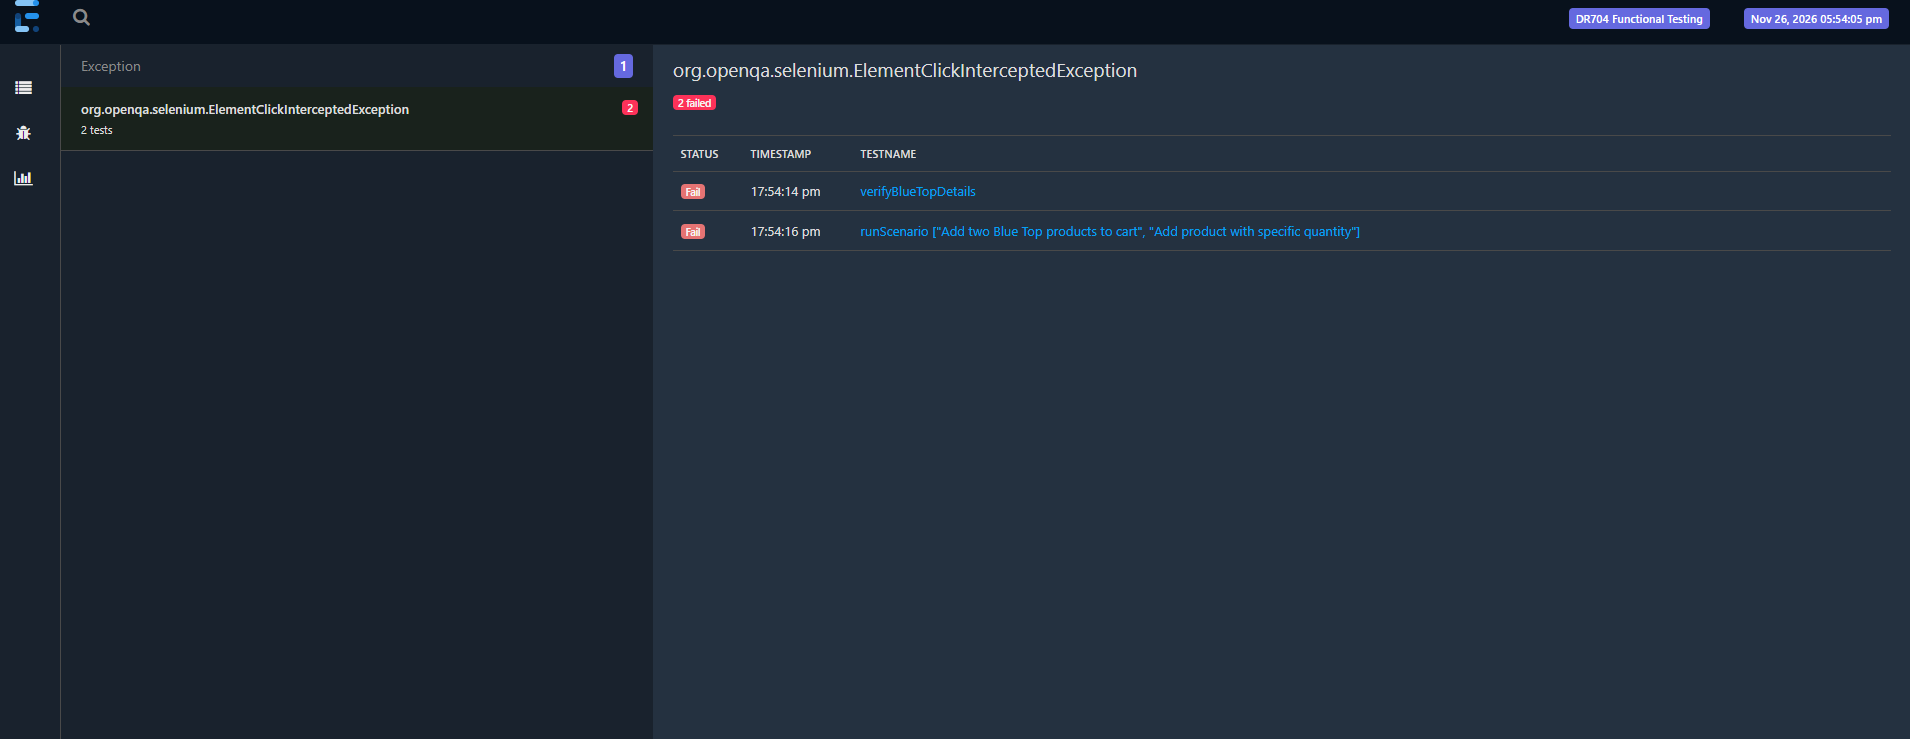 DR704 Functional Testing
Nov 26, 2026 05:54:05 pm
Exception
1
org.openqa.selenium.ElementClickInterceptedException
2
2 tests
org.openqa.selenium.ElementClickInterceptedException
2 failed
STATUS TIMESTAMP TESTNAME
Fail 17:54:14 pm verifyBlueTopDetails
Fail 17:54:16 pm runScenario ["Add two Blue Top products to cart", "Add product with specific quantity"]